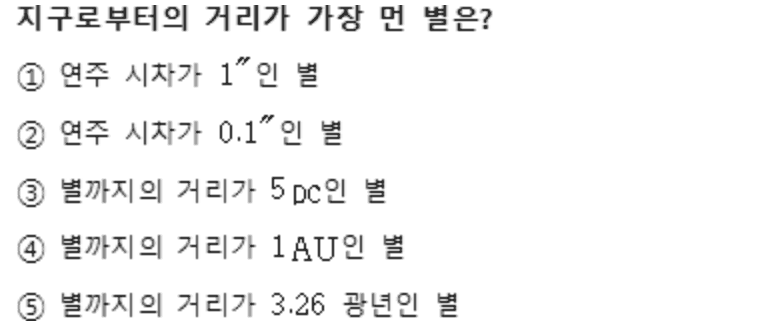 지구로부터의 거리가 가장 먼 별은?
① 연주 시차가 1″인 별
② 연주 시차가 0.1″인 별
③ 별까지의 거리가 5pc인 별
④ 별까지의 거리가 1AU인 별
⑤ 별까지의 거리가 3.26 광년인 별